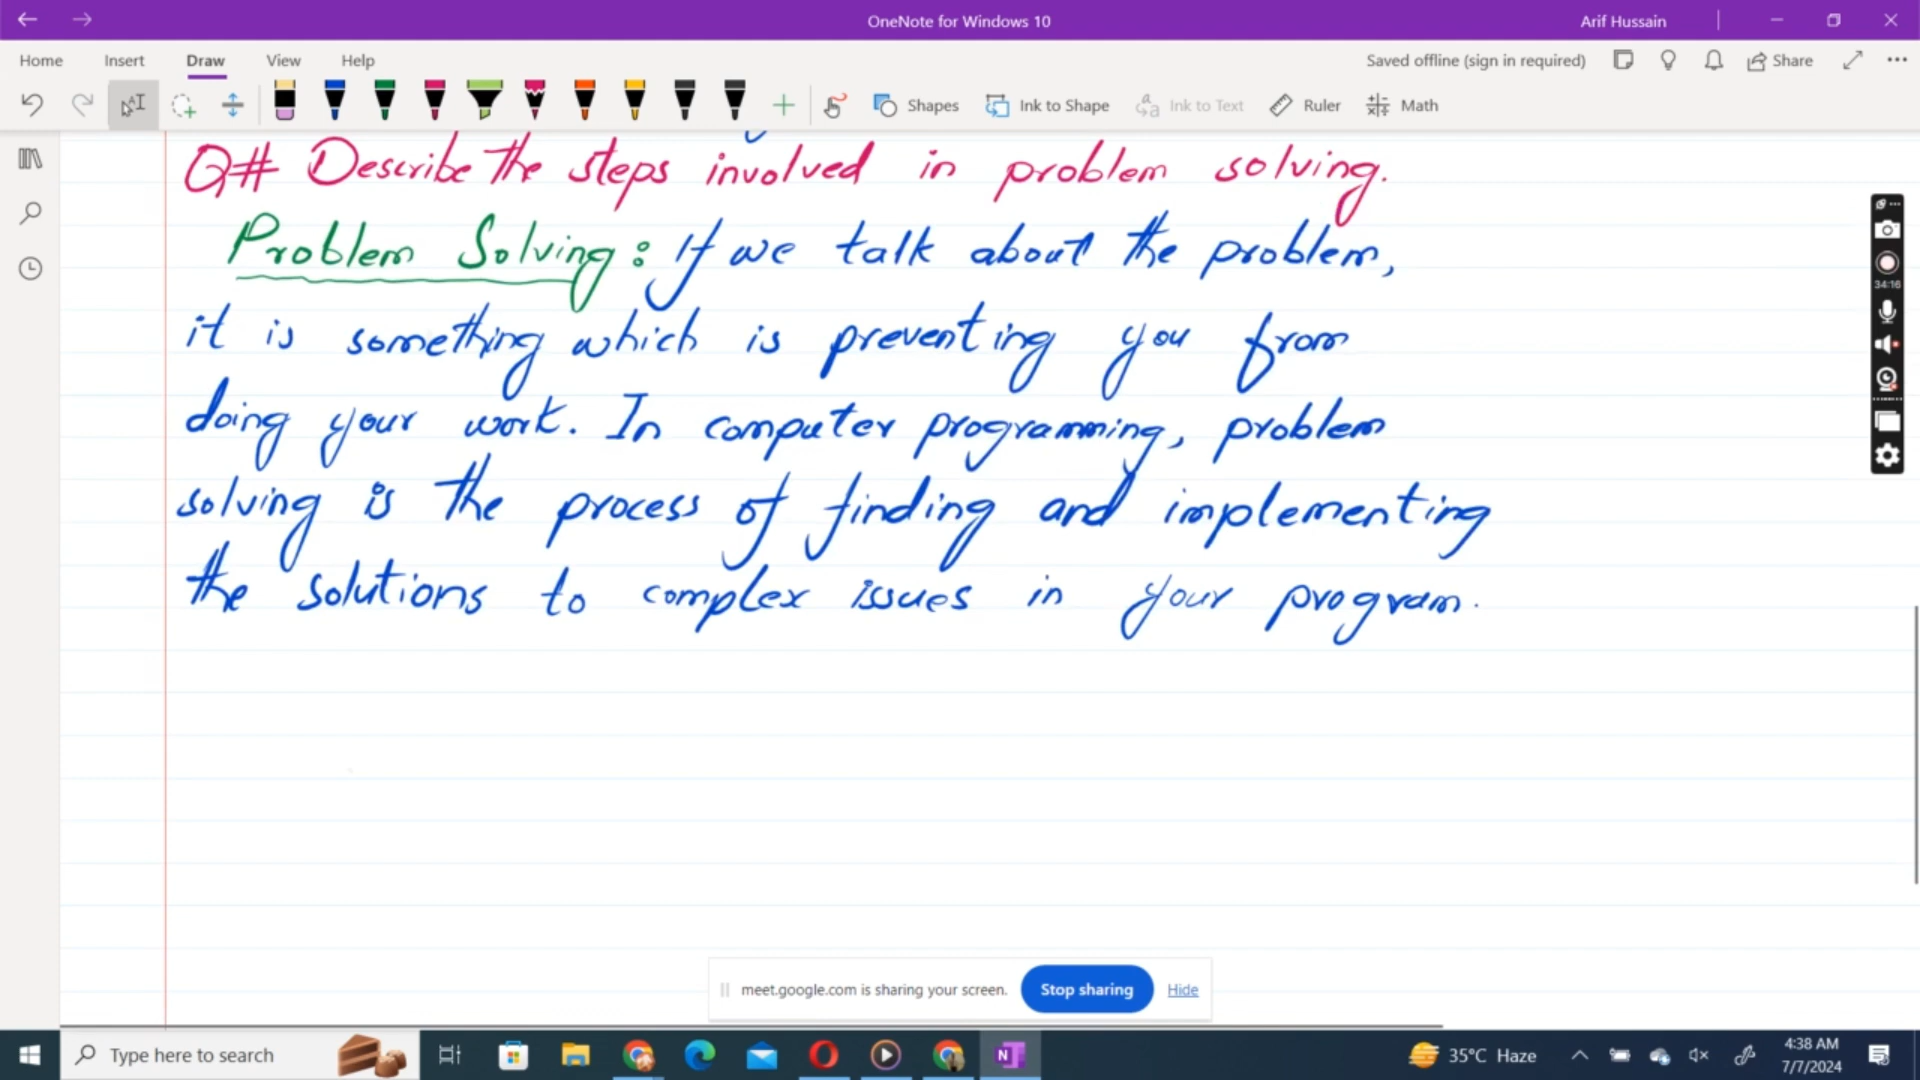 OneNote for Windows 10
Arif Hussain
Home Insert Draw View Help
Saved offline (sign in required)
Share
Shapes
Ink to Shape
Ink to Text
Ruler
Math
Q# Describe the steps involved in problem solving.
Problem Solving: If we talk about the problem,
it is something which is preventing you from
doing your work. In computer programming, problem
solving is the process of finding and implementing
the solutions to complex issues in your program.
34:16
meet.google.com is sharing your screen.
Stop sharing
Hide
Type here to search
35°C Haze
4:38 AM
7/7/2024